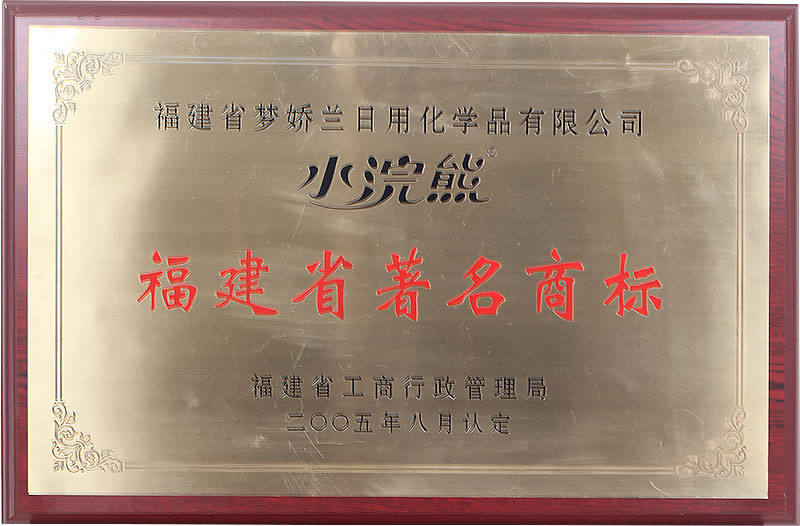 福建省梦娇兰日用化学品有限公司
小浣熊®
福建省著名商标
福建省工商行政管理局
二〇〇五年八月认定